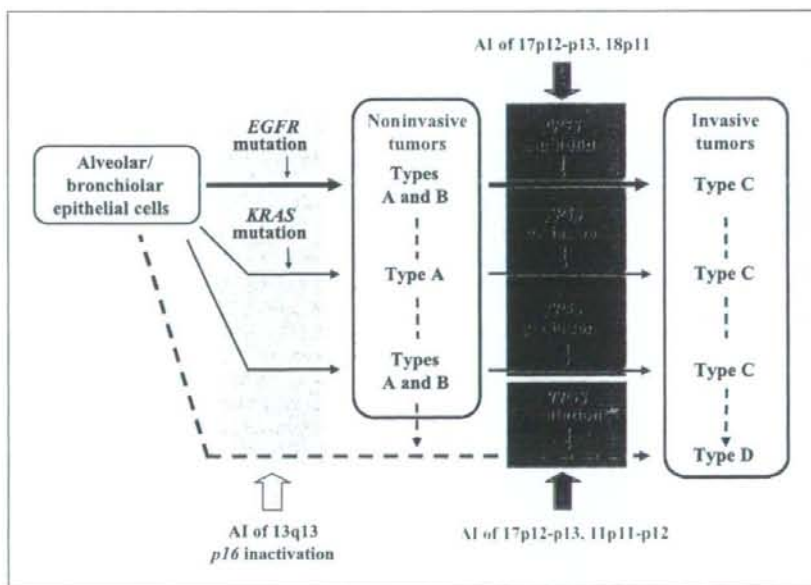 AI of 17p12-p13, 18p11
EGFR
mutation
Noninvasive
tumors
Invasive
tumors
Alveolar/
bronchiolar
epithelial cells
Types
A and B
Type C
KRAS
mutation
Type A
Type C
Types
A and B
Type C
Type D
AI of 13q13
p16 inactivation
AI of 17p12-p13, 11p11-p12